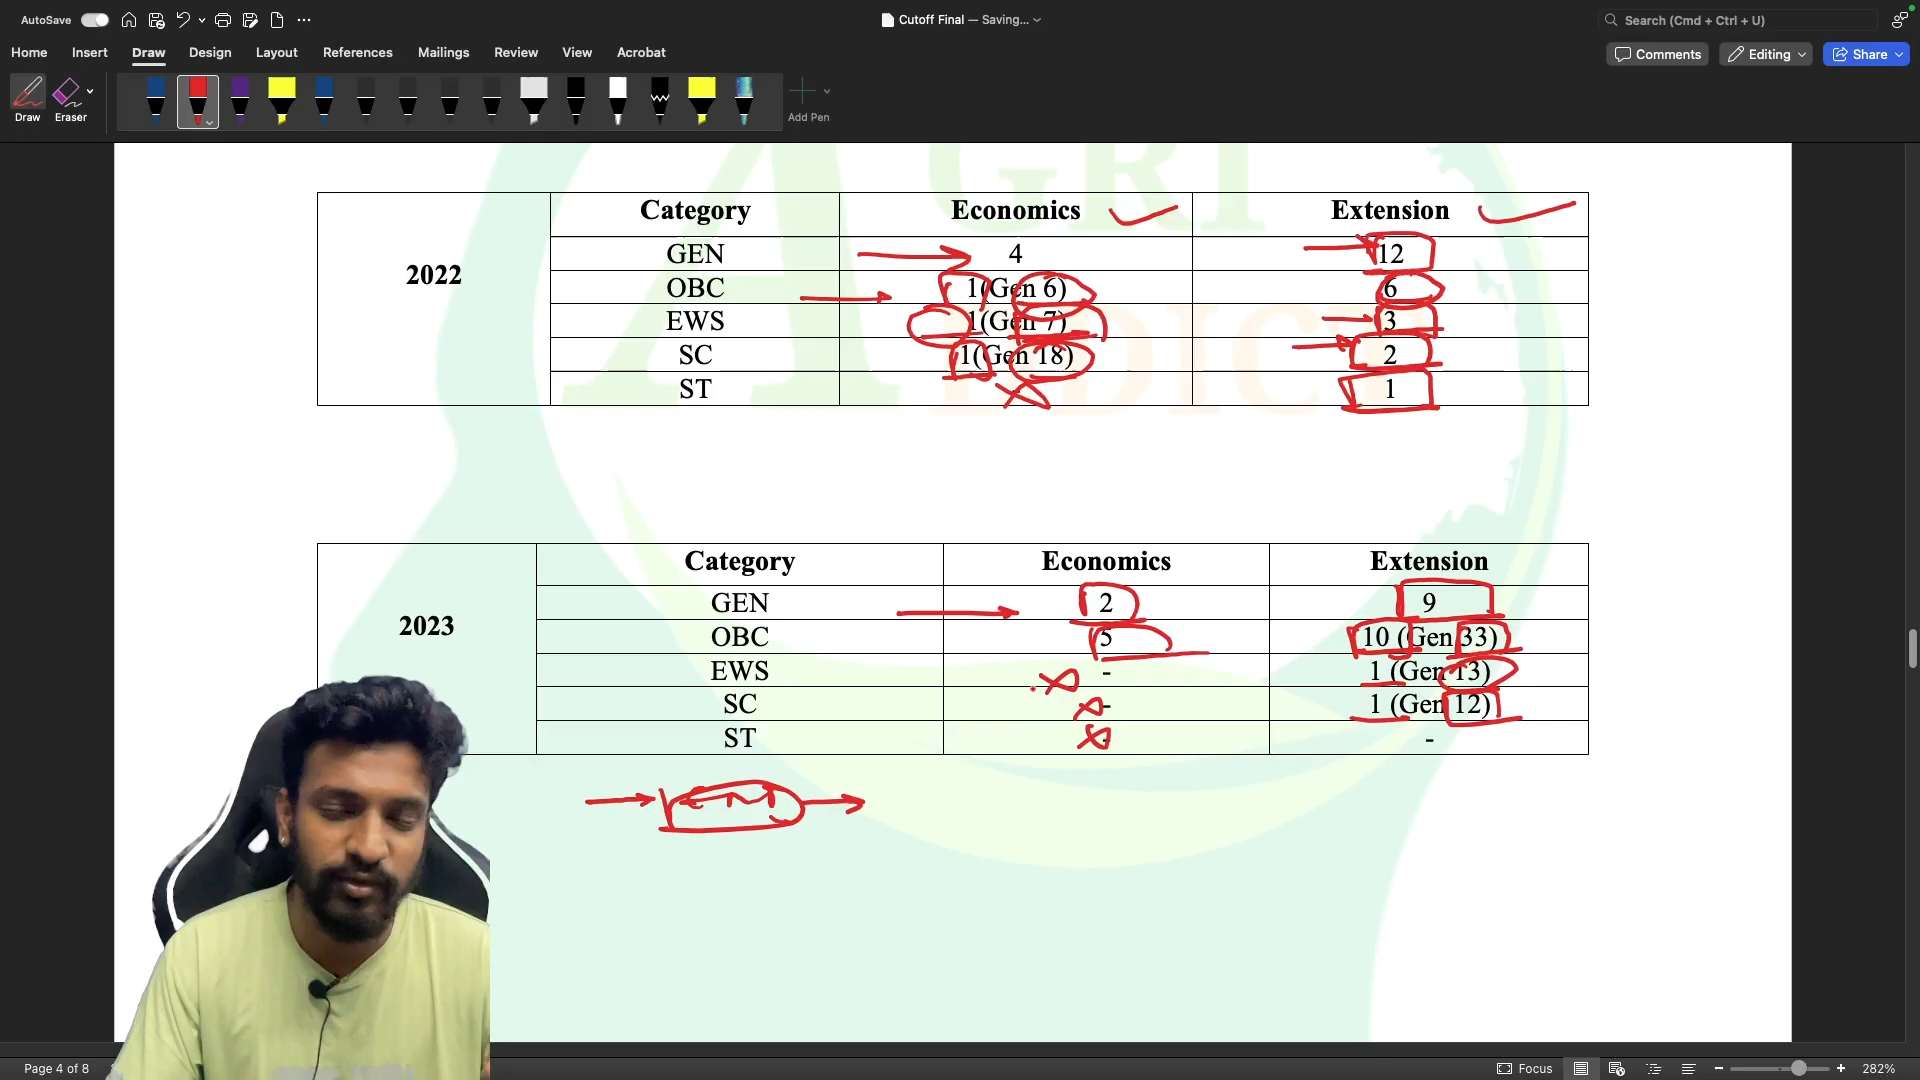 AutoSave
Cutoff Final — Saving...
Search (Cmd + Ctrl + U)
Home Insert Draw Design Layout References Mailings Review View Acrobat
Comments Editing Share
Draw Eraser Add Pen
AGRI
EDICT
2022
Category Economics Extension
GEN 4 12
OBC 1(Gen 6) 6
EWS 1(Gen 7) 3
SC 1(Gen 18) 2
ST - 1
2023
Category Economics Extension
GEN 2 9
OBC 5 10 (Gen 33)
EWS - 1 (Gen 13)
SC - 1 (Gen 12)
ST - -
Page 4 of 8
Focus
282%